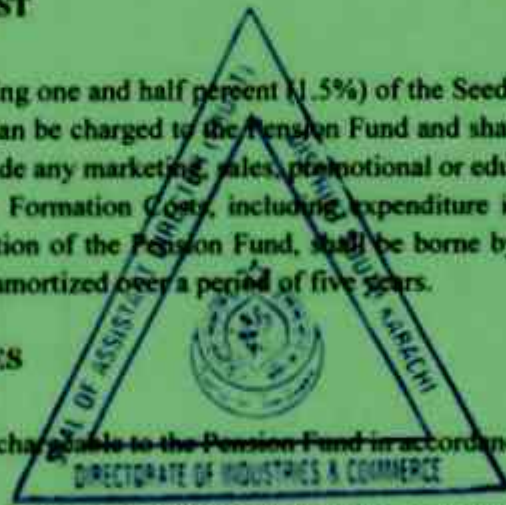 ST
ng one and half percent (1.5%) of the Seed
an be charged to the Pension Fund and sha
de any marketing, sales, promotional or edu
Formation Costs, including expenditure i
tion of the Pension Fund, shall be borne by
amortized over a period of five years.
ES
chargeable to the Pension Fund in accordan
SEAL OF ASSISTANT DIRECTOR (TRUST)
DISTRICT SOUTH KARACHI
DIRECTORATE OF INDUSTRIES & COMMERCE